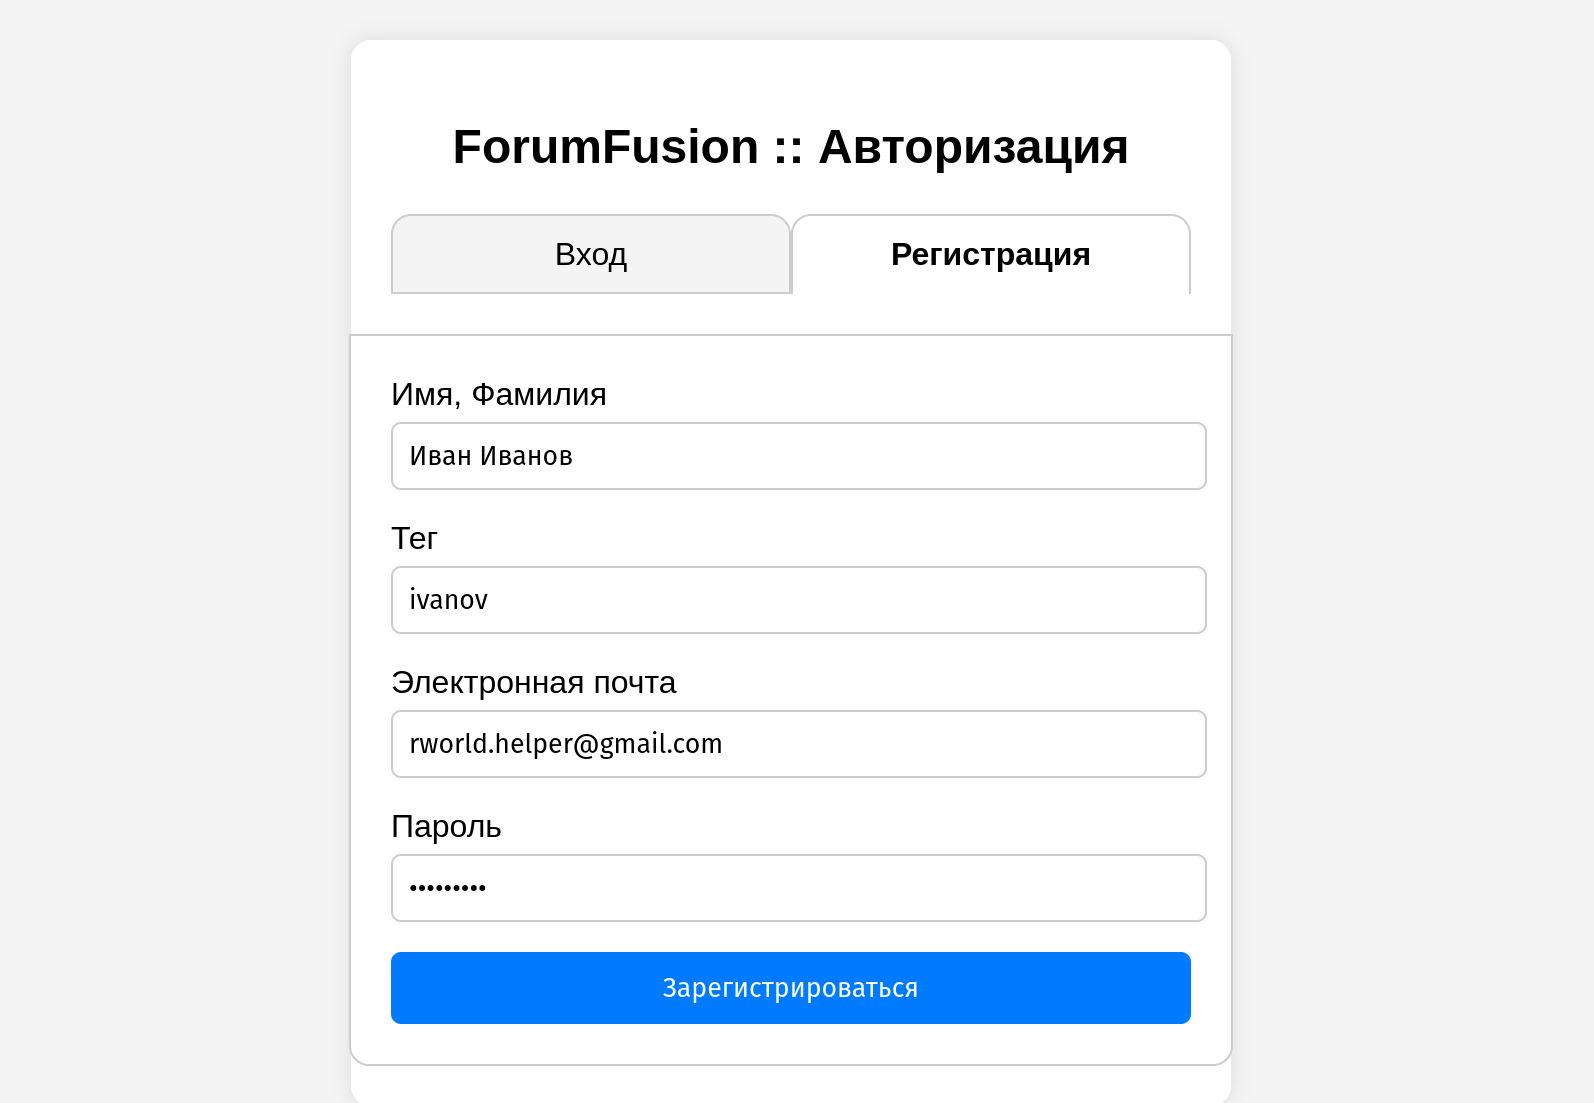 ForumFusion :: Авторизация
Вход
Регистрация
Имя, Фамилия
Иван Иванов
Тег
ivanov
Электронная почта
rworld.helper@gmail.com
Пароль
•••••••••
Зарегистрироваться